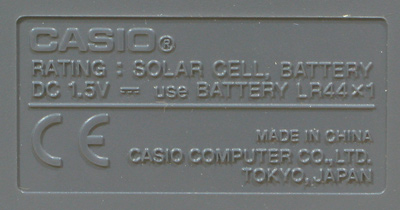 CASIO®
RATING : SOLAR CELL, BATTERY
DC 1.5V ⎓ use BATTERY LR44×1
CE
MADE IN CHINA
CASIO COMPUTER CO., LTD.
TOKYO, JAPAN